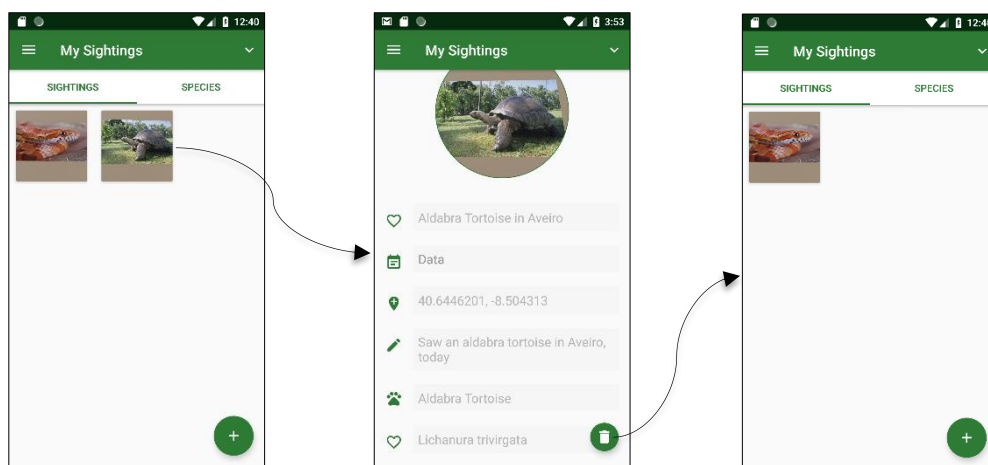 12:40
My Sightings
SIGHTINGS SPECIES
3:53
My Sightings
Aldabra Tortoise in Aveiro
Data
40.6446201, -8.504313
Saw an aldabra tortoise in Aveiro,
today
Aldabra Tortoise
Lichanura trivirgata
My Sightings
SIGHTINGS SPECIES